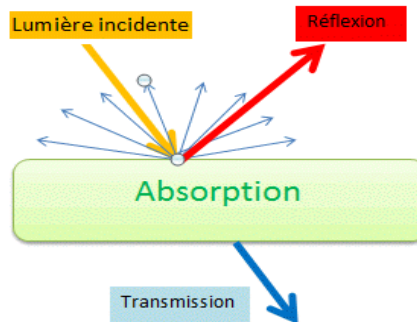 Lumière incidente
Réflexion
Absorption
Transmission